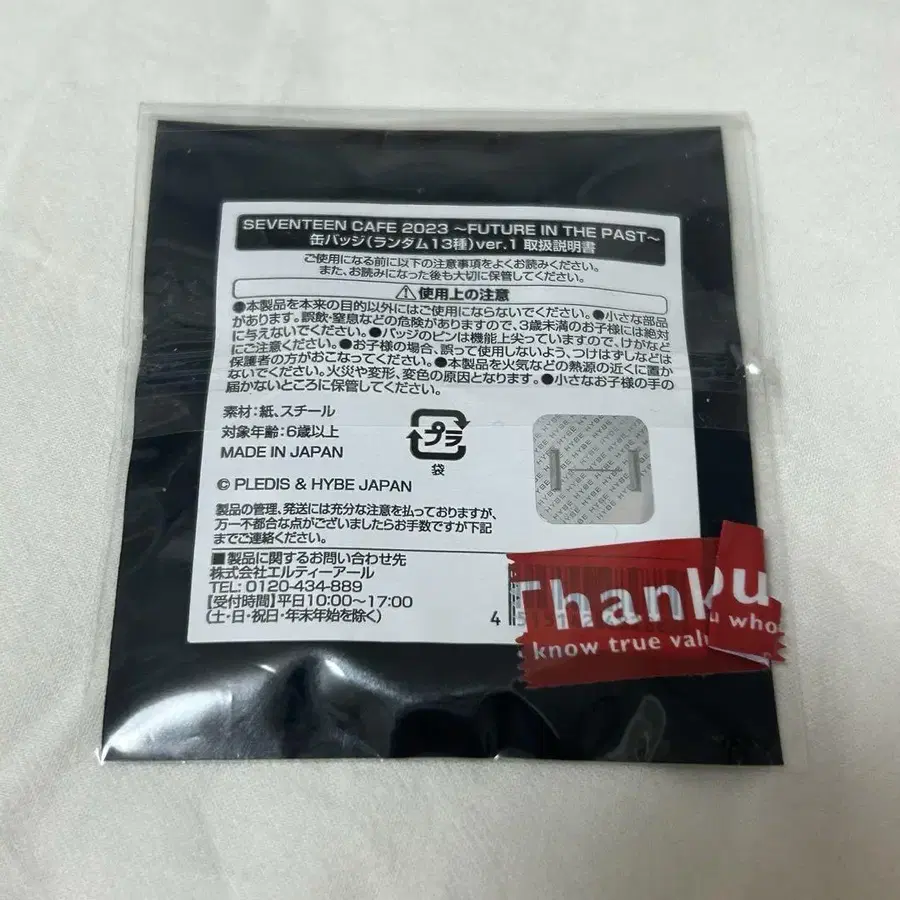 SEVENTEEN CAFE 2023 ～FUTURE IN THE PAST～
缶バッジ(ランダム13種)ver.1 取扱説明書
ご使用になる前に以下の注意事項をよくお読みください。
また、お読みになった後も大切に保管してください。
⚠使用上の注意
●本製品を本来の目的以外にはご使用にならないでください。●小さな部品
があります。誤飲・窒息などの危険がありますので、3歳未満のお子様には絶対
に与えないでください。●バッジのピンは機能上尖っていますので、けがなど
にご注意ください。●お子様の場合、誤って使用しないよう、つけはずしなどは
保護者の方がおこなってください。●本製品を火気などの熱源の近くに置か
ないでください。火災や変形、変色の原因となります。●小さなお子様の手の
届かないところに保管してください。
素材：紙、スチール
対象年齢：6歳以上
MADE IN JAPAN
プラ
袋
HYBE HYBE HYBE
© PLEDIS & HYBE JAPAN
製品の管理、発送には充分な注意を払っておりますが、
万一不都合な点がございましたらお手数ですが下記
までご連絡ください。
■製品に関するお問い合わせ先
株式会社エルティーアール
TEL: 0120-434-889
【受付時間】平日10:00～17:00
(土・日・祝日・年末年始を除く)
4
Thank
know true
u who